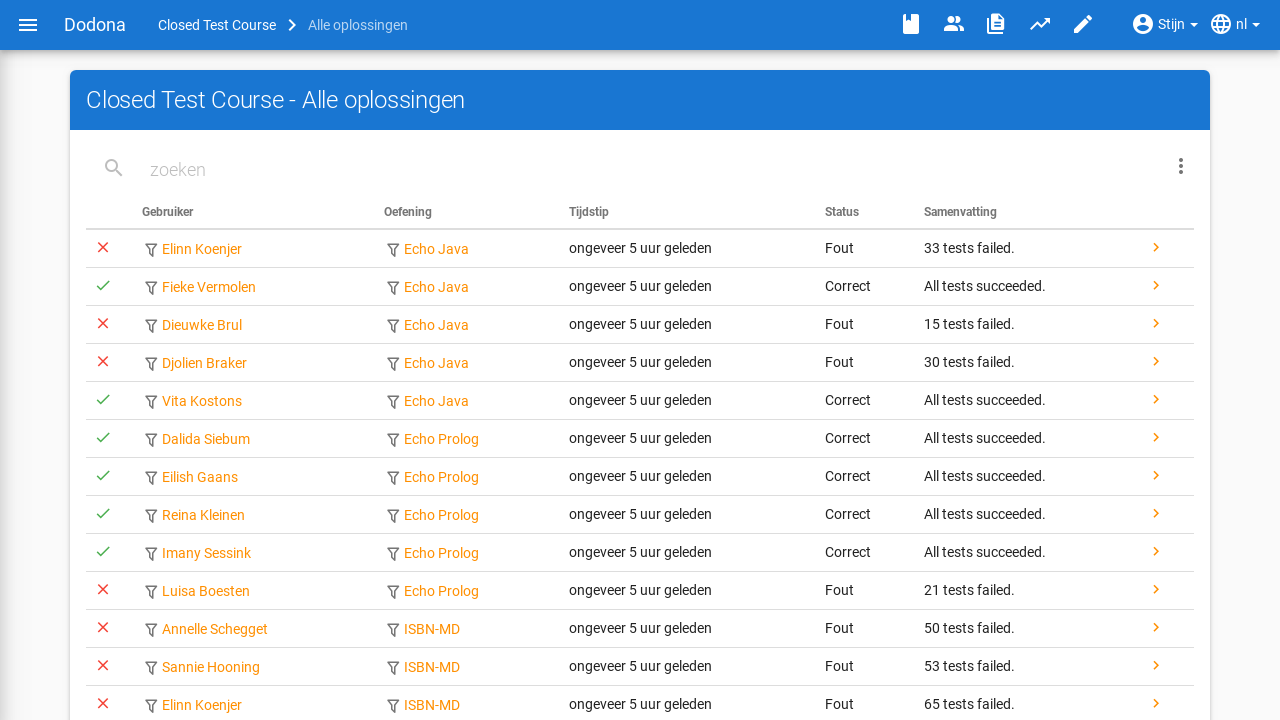 Dodona Closed Test Course Alle oplossingen Stijn nl
Closed Test Course - Alle oplossingen
zoeken
Gebruiker Oefening Tijdstip Status Samenvatting
Elinn Koenjer Echo Java ongeveer 5 uur geleden Fout 33 tests failed.
Fieke Vermolen Echo Java ongeveer 5 uur geleden Correct All tests succeeded.
Dieuwke Brul Echo Java ongeveer 5 uur geleden Fout 15 tests failed.
Djolien Braker Echo Java ongeveer 5 uur geleden Fout 30 tests failed.
Vita Kostons Echo Java ongeveer 5 uur geleden Correct All tests succeeded.
Dalida Siebum Echo Prolog ongeveer 5 uur geleden Correct All tests succeeded.
Eilish Gaans Echo Prolog ongeveer 5 uur geleden Correct All tests succeeded.
Reina Kleinen Echo Prolog ongeveer 5 uur geleden Correct All tests succeeded.
Imany Sessink Echo Prolog ongeveer 5 uur geleden Correct All tests succeeded.
Luisa Boesten Echo Prolog ongeveer 5 uur geleden Fout 21 tests failed.
Annelle Schegget ISBN-MD ongeveer 5 uur geleden Fout 50 tests failed.
Sannie Hooning ISBN-MD ongeveer 5 uur geleden Fout 53 tests failed.
Elinn Koenjer ISBN-MD ongeveer 5 uur geleden Fout 65 tests failed.